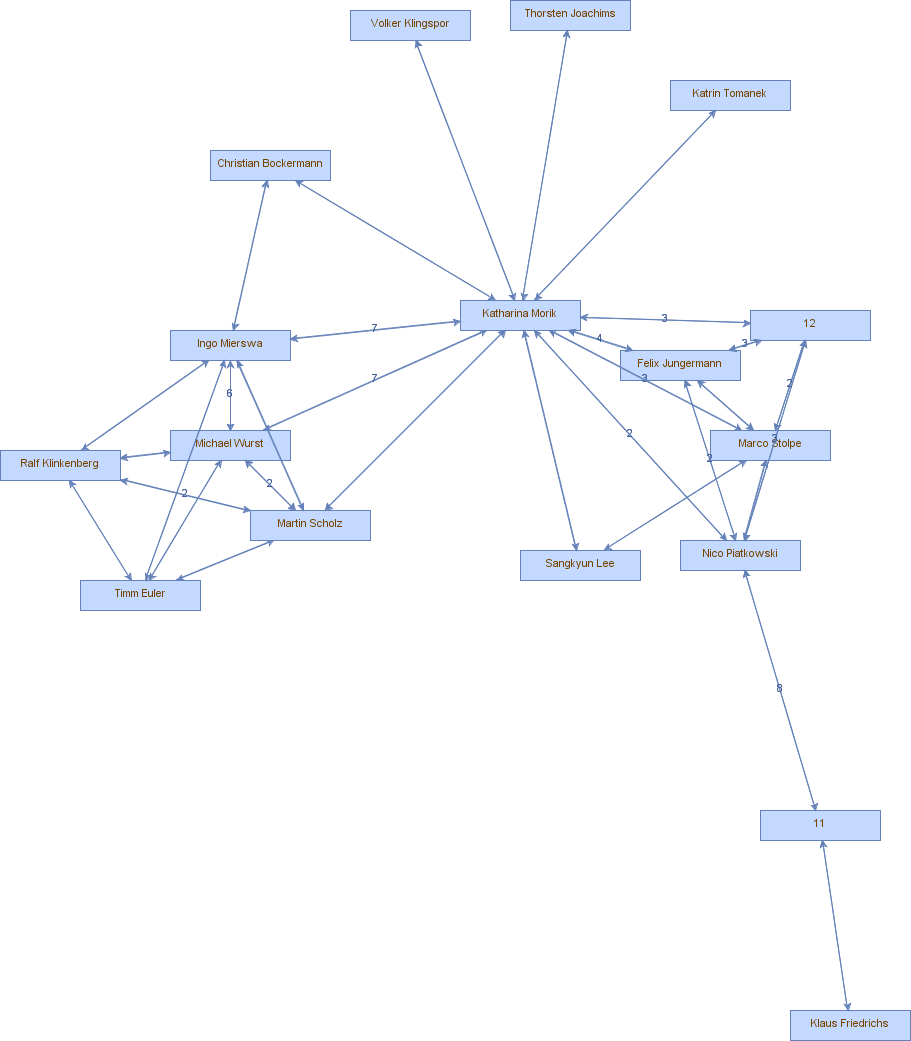 Thorsten Joachims
Volker Klingspor
Katrin Tomanek
Christian Bockermann
Katharina Morik
3
12
7
Ingo Mierswa
4
3
Felix Jungermann
7
3
2
6
2
Michael Wurst
3
Marco Stolpe
2
Ralf Klinkenberg
2
2
Martin Scholz
Nico Piatkowski
Sangkyun Lee
Timm Euler
8
11
Klaus Friedrichs